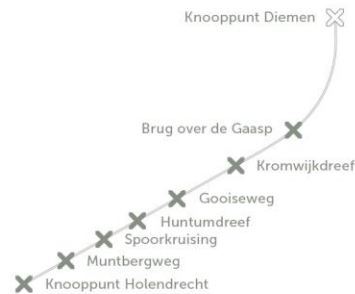 Knooppunt Diemen
Brug over de Gaasp
Kromwijkdreef
Gooiseweg
Huntumdreef
Spoorkruising
Muntbergweg
Knooppunt Holendrecht